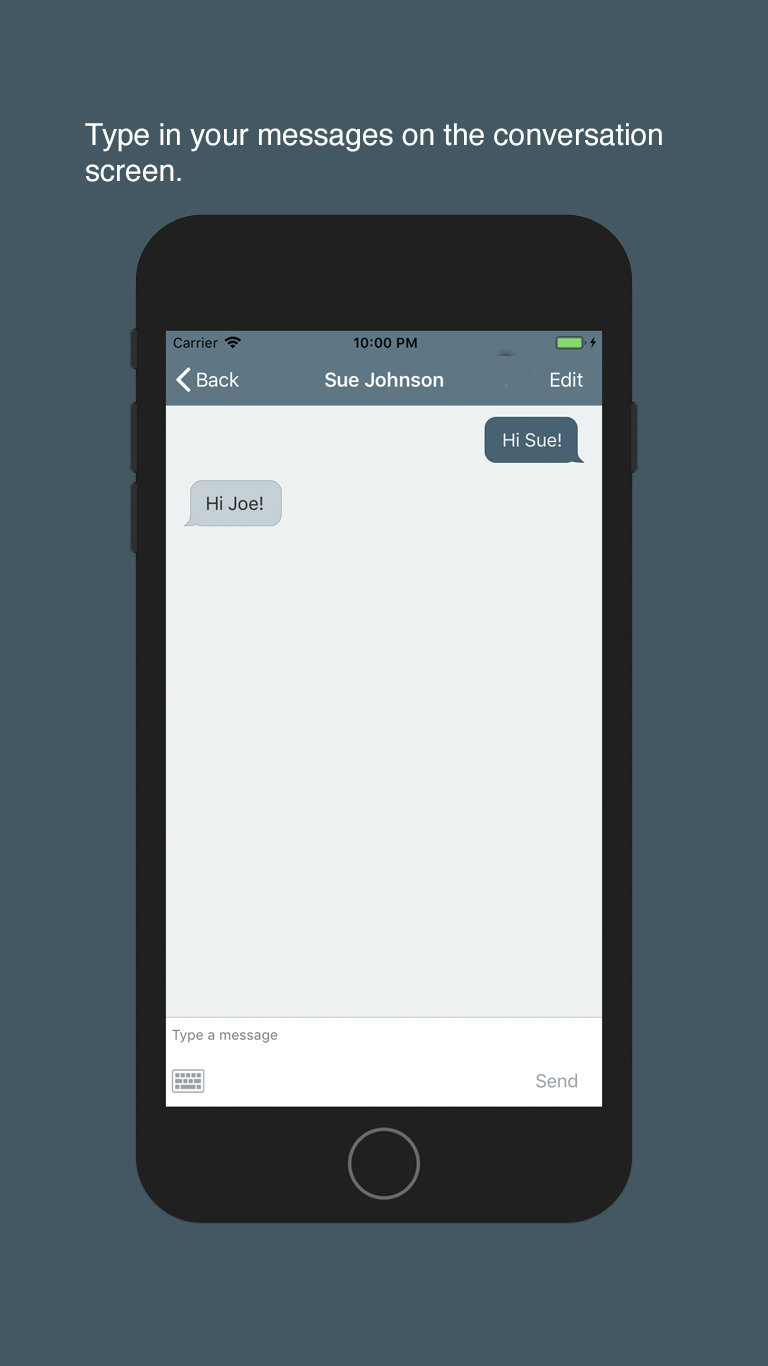 Type in your messages on the conversation
screen.
Carrier 10:00 PM
Back Sue Johnson Edit
Hi Sue!
Hi Joe!
Type a message
Send